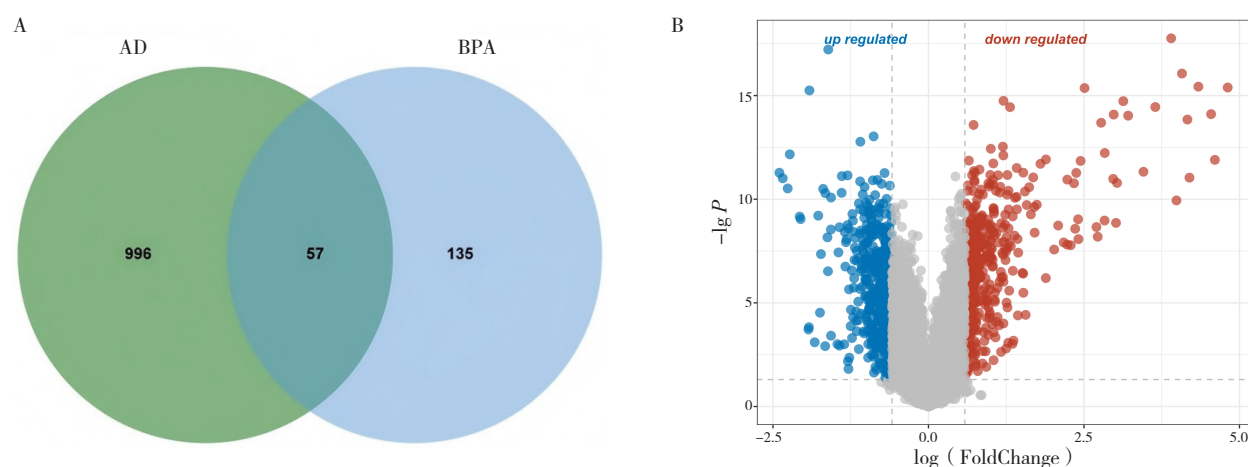 A
AD
BPA
996
57
135
B
up regulated
down regulated
15
10
5
0
−lg P
-2.5
0.0
2.5
5.0
log（FoldChange）